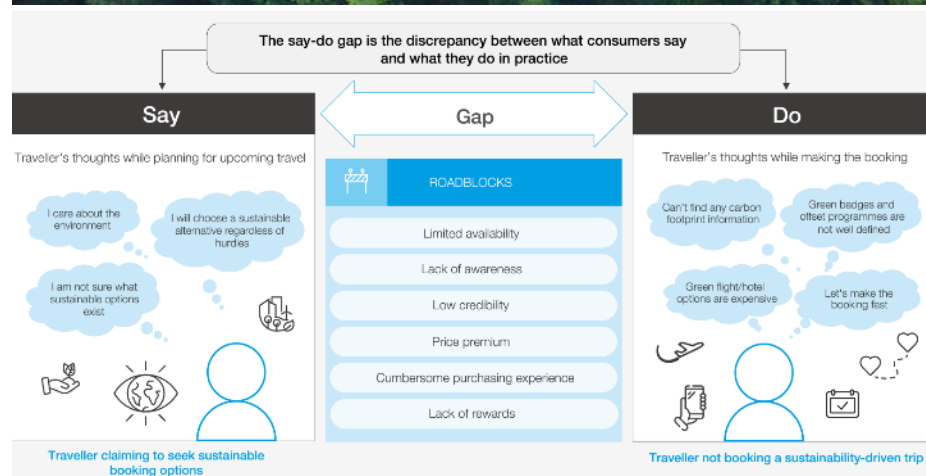 The say-do gap is the discrepancy between what consumers say
and what they do in practice
Say
Gap
Do
Traveller's thoughts while planning for upcoming travel
I care about the
environment
I will choose a sustainable
alternative regardless of
hurdles
I am not sure what
sustainable options
exist
Traveller claiming to seek sustainable
booking options
ROADBLOCKS
Limited availability
Lack of awareness
Low credibility
Price premium
Cumbersome purchasing experience
Lack of rewards
Traveller's thoughts while making the booking
Can't find any carbon
footprint information
Green badges and
offset programmes are
not well defined
Green flight/hotel
options are expensive
Let's make the
booking fast
Traveller not booking a sustainability-driven trip